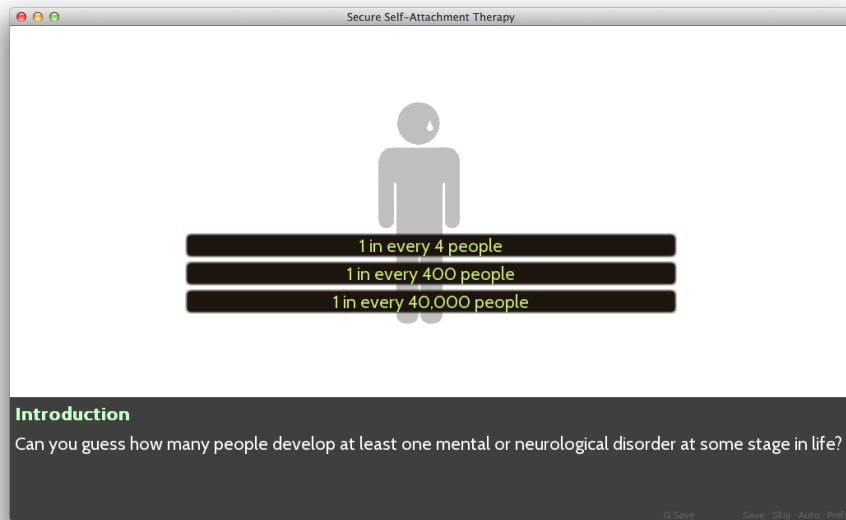 Secure Self-Attachment Therapy
1 in every 4 people
1 in every 400 people
1 in every 40,000 people
Introduction
Can you guess how many people develop at least one mental or neurological disorder at some stage in life?
Q.Save Save Skip Auto Prefs